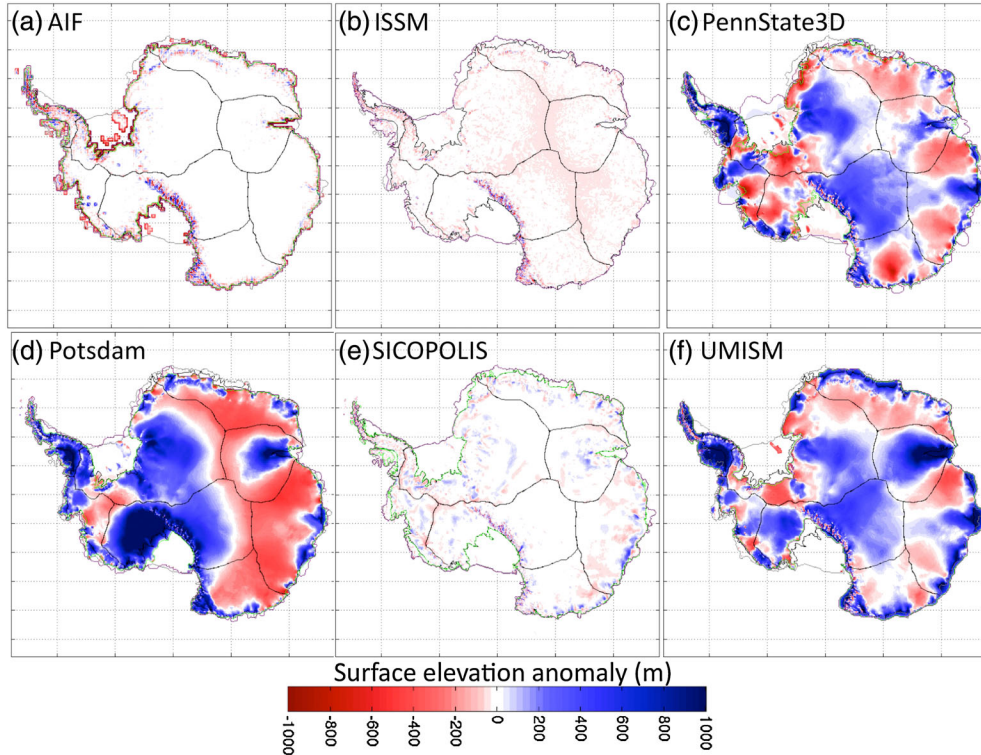 (a) AIF
(b) ISSM
(c) PennState3D
(d) Potsdam
(e) SICOPOLIS
(f) UMISM
Surface elevation anomaly (m)
-1000
-800
-600
-400
-200
0
200
400
600
800
1000